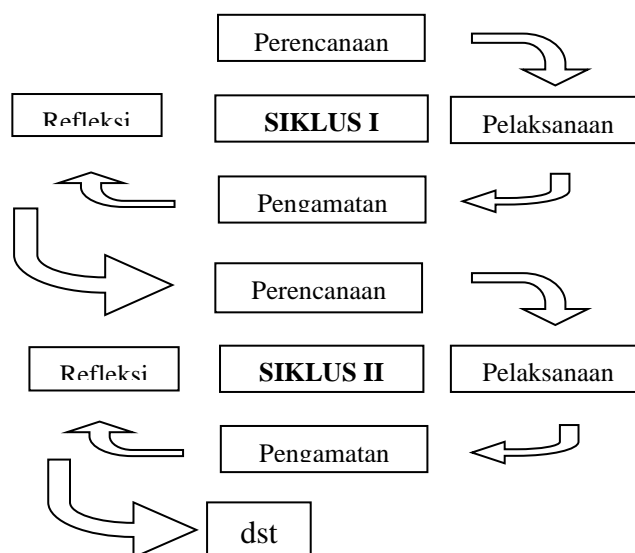 Perencanaan
Refleksi
SIKLUS I
Pelaksanaan
Pengamatan
Perencanaan
Refleksi
SIKLUS II
Pelaksanaan
Pengamatan
dst